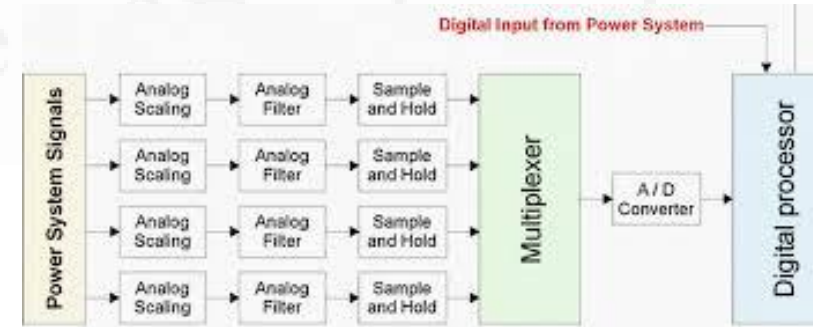 Digital Input from Power System
Power System Signals
Analog
Scaling
Analog
Filter
Sample
and Hold
Analog
Scaling
Analog
Filter
Sample
and Hold
Analog
Scaling
Analog
Filter
Sample
and Hold
Analog
Scaling
Analog
Filter
Sample
and Hold
Multiplexer
A / D
Converter
Digital processor